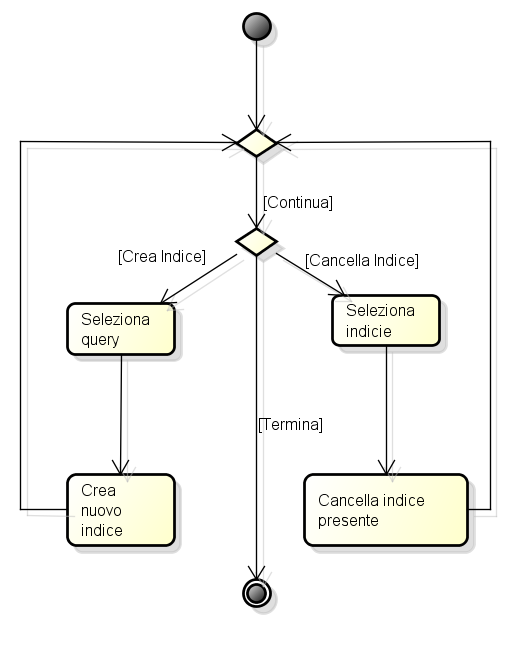 [Continua]
[Crea Indice]
[Cancella Indice]
Seleziona
query
Seleziona
indicie
[Termina]
Crea
nuovo
indice
Cancella indice
presente